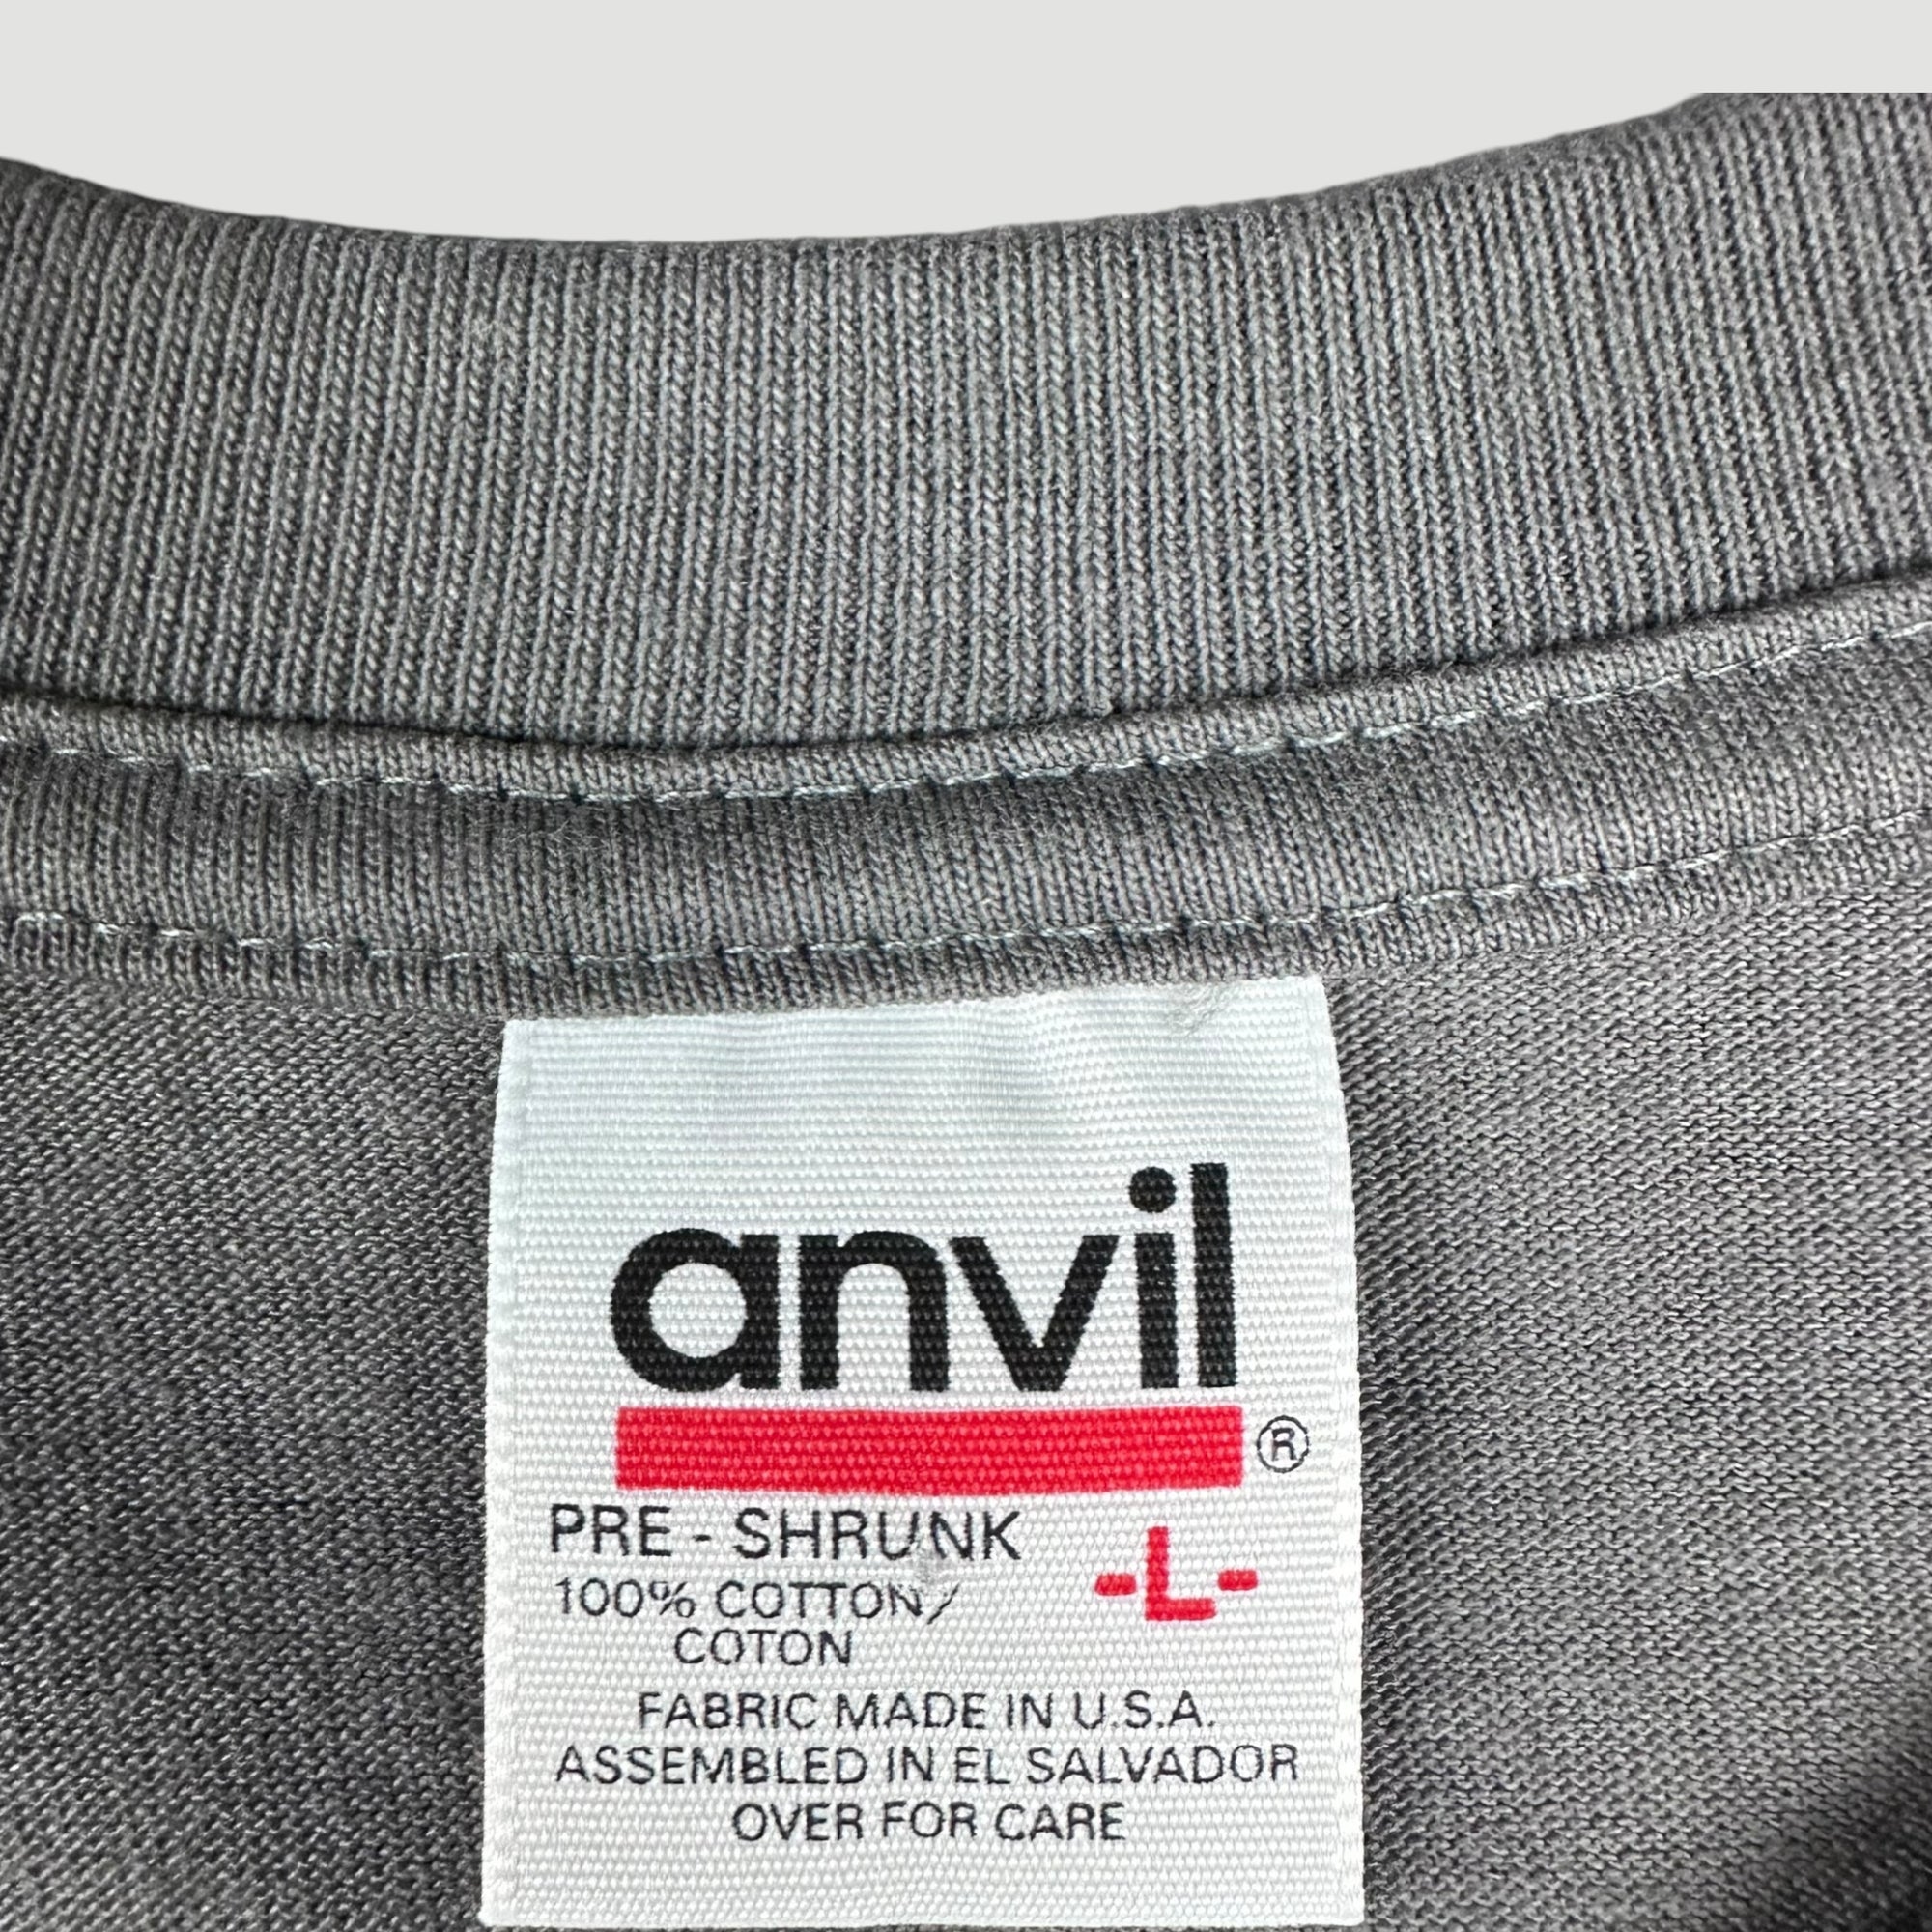 anvil
®
PRE - SHRUNK
-L-
100% COTTON/
COTON
FABRIC MADE IN U.S.A.
ASSEMBLED IN EL SALVADOR
OVER FOR CARE